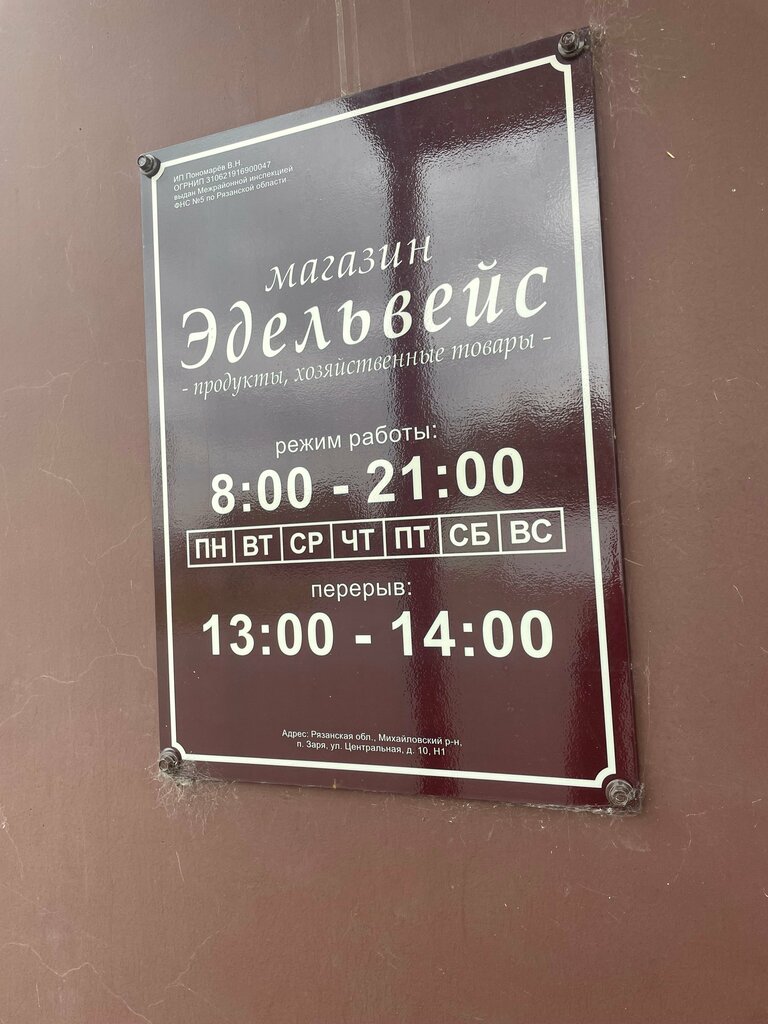 ИП Пономарёв В.Н.
ОГРНИП 310621916900047
выдан Межрайонной инспекцией
ФНС №5 по Рязанской области
магазин
Эдельвейс
- продукты, хозяйственные товары -
режим работы:
8:00 - 21:00
ПН ВТ СР ЧТ ПТ СБ ВС
перерыв:
13:00 - 14:00
Адрес: Рязанская обл., Михайловский р-н,
п. Заря, ул. Центральная, д. 10, Н1